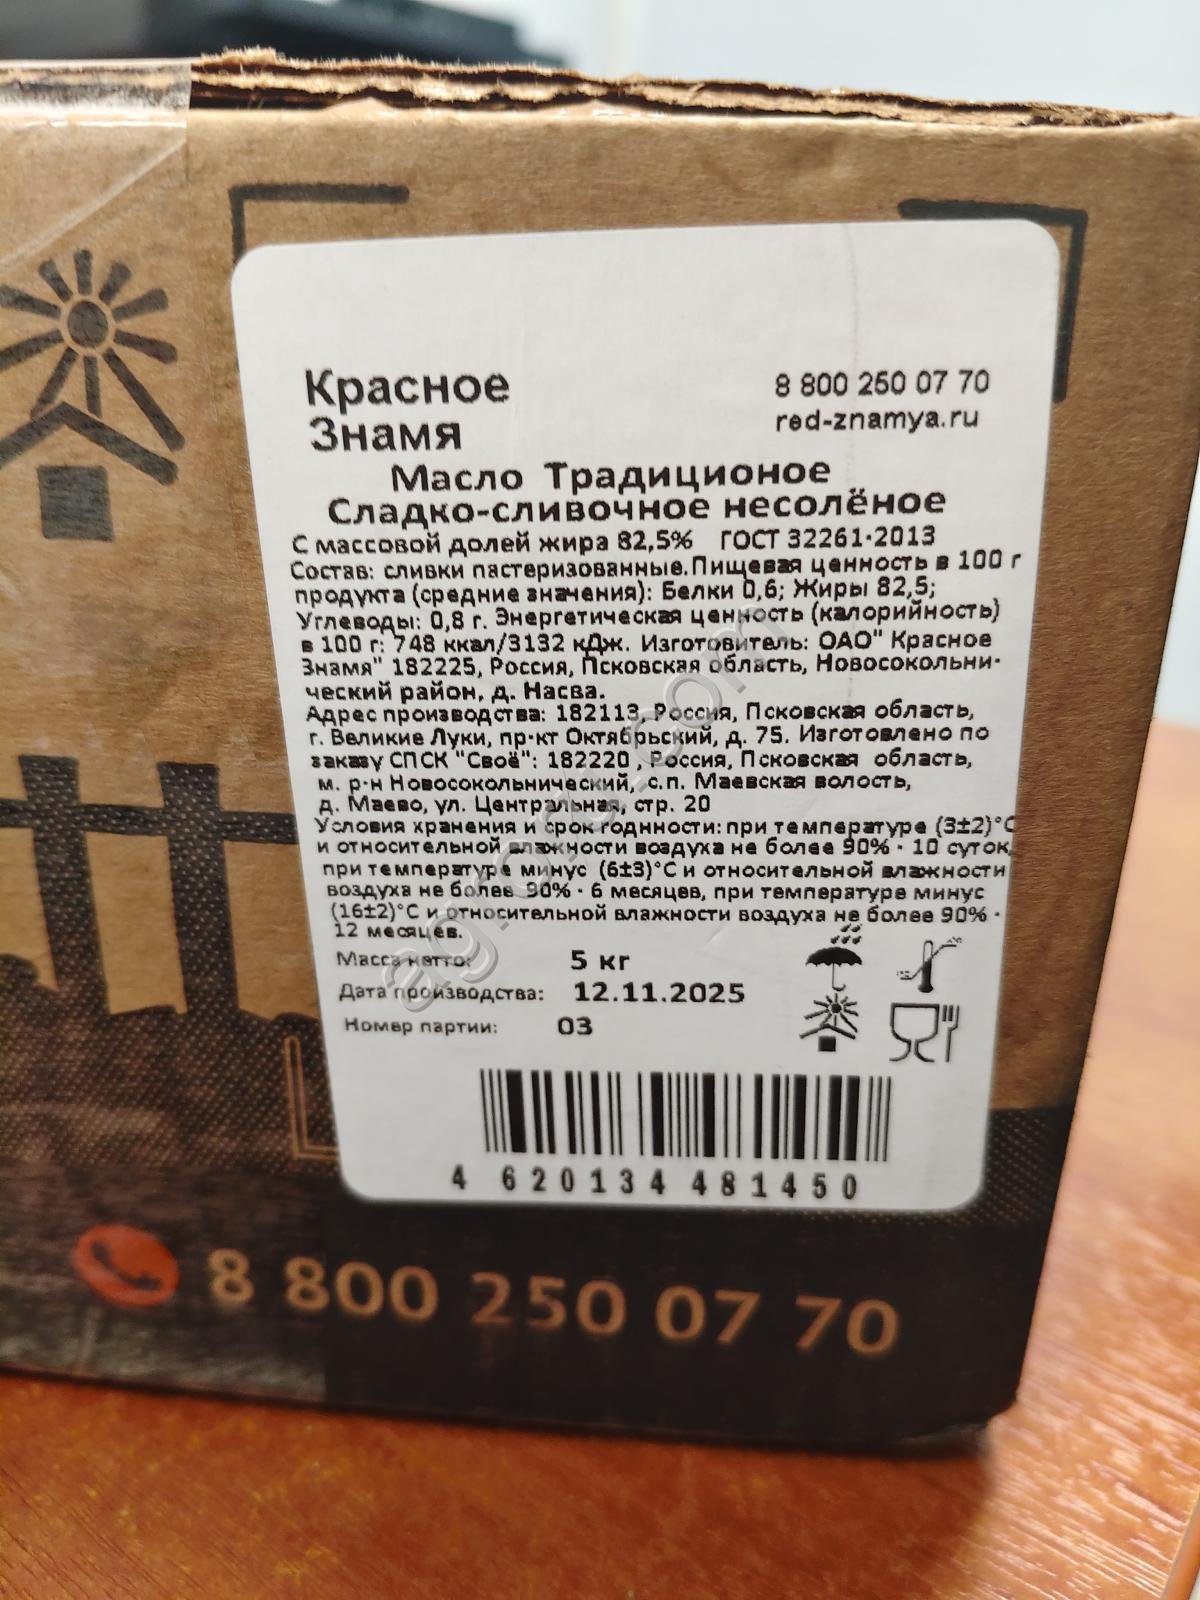 Красное
Знамя
8 800 250 07 70
red-znamya.ru
Масло Традиционое
Сладко-сливочное несолёное
С массовой долей жира 82,5% ГОСТ 32261-2013
Состав: сливки пастеризованные.Пищевая ценность в 100 г
продукта (средние значения): Белки 0,6; Жиры 82,5;
Углеводы: 0,8 г. Энергетическая ценность (калорийность)
в 100 г: 748 ккал/3132 кДж. Изготовитель: ОАО" Красное
Знамя" 182225, Россия, Псковская область, Новосокольни-
ческий район, д. Насва.
Адрес производства: 182113, Россия, Псковская область,
г. Великие Луки, пр-кт Октябрьский, д. 75. Изготовлено по
заказу СПСК "Своё": 182220 , Россия, Псковская область,
м. р-н Новосокольнический, с.п. Маевская волость,
д. Маево, ул. Центральная, стр. 20
Условия хранения и срок годнности: при температуре (3±2)°C
и относительной влажности воздуха не более 90% - 10 суток,
при температуре минус (6±3)°C и относительной влажности
воздуха не более 90% - 6 месяцев, при температуре минус
(16±2)°C и относительной влажности воздуха не более 90% -
12 месяцев.
Масса нетто: 5 кг
Дата производства: 12.11.2025
Номер партии: 03
4 620134 481450
8 800 250 07 70
agroru.com